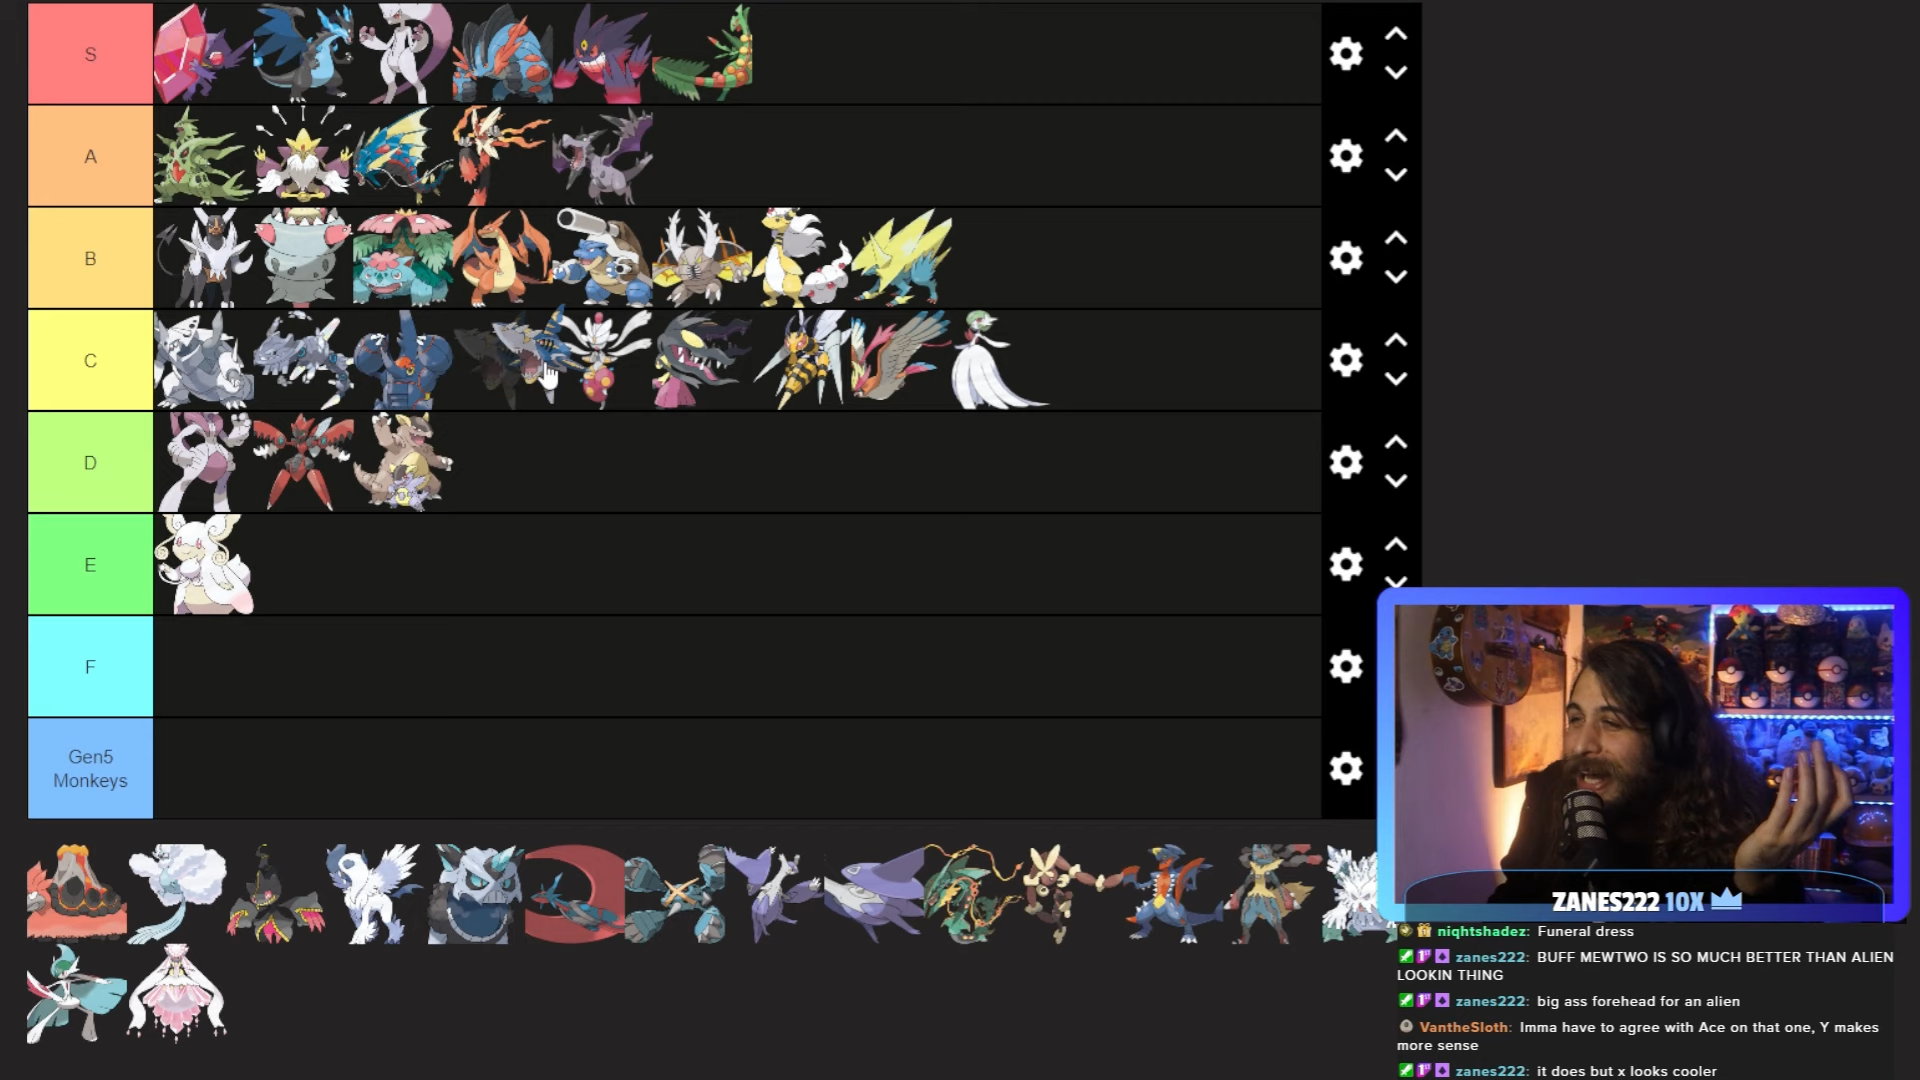 S
A
B
C
D
E
F
Gen5
Monkeys
ZANES222 10X
niqhtshadez: Funeral dress
zanes222: BUFF MEWTWO IS SO MUCH BETTER THAN ALIEN
LOOKIN THING
zanes222: big ass forehead for an alien
VantheSloth: Imma have to agree with Ace on that one, Y makes
more sense
zanes222: it does but x looks cooler